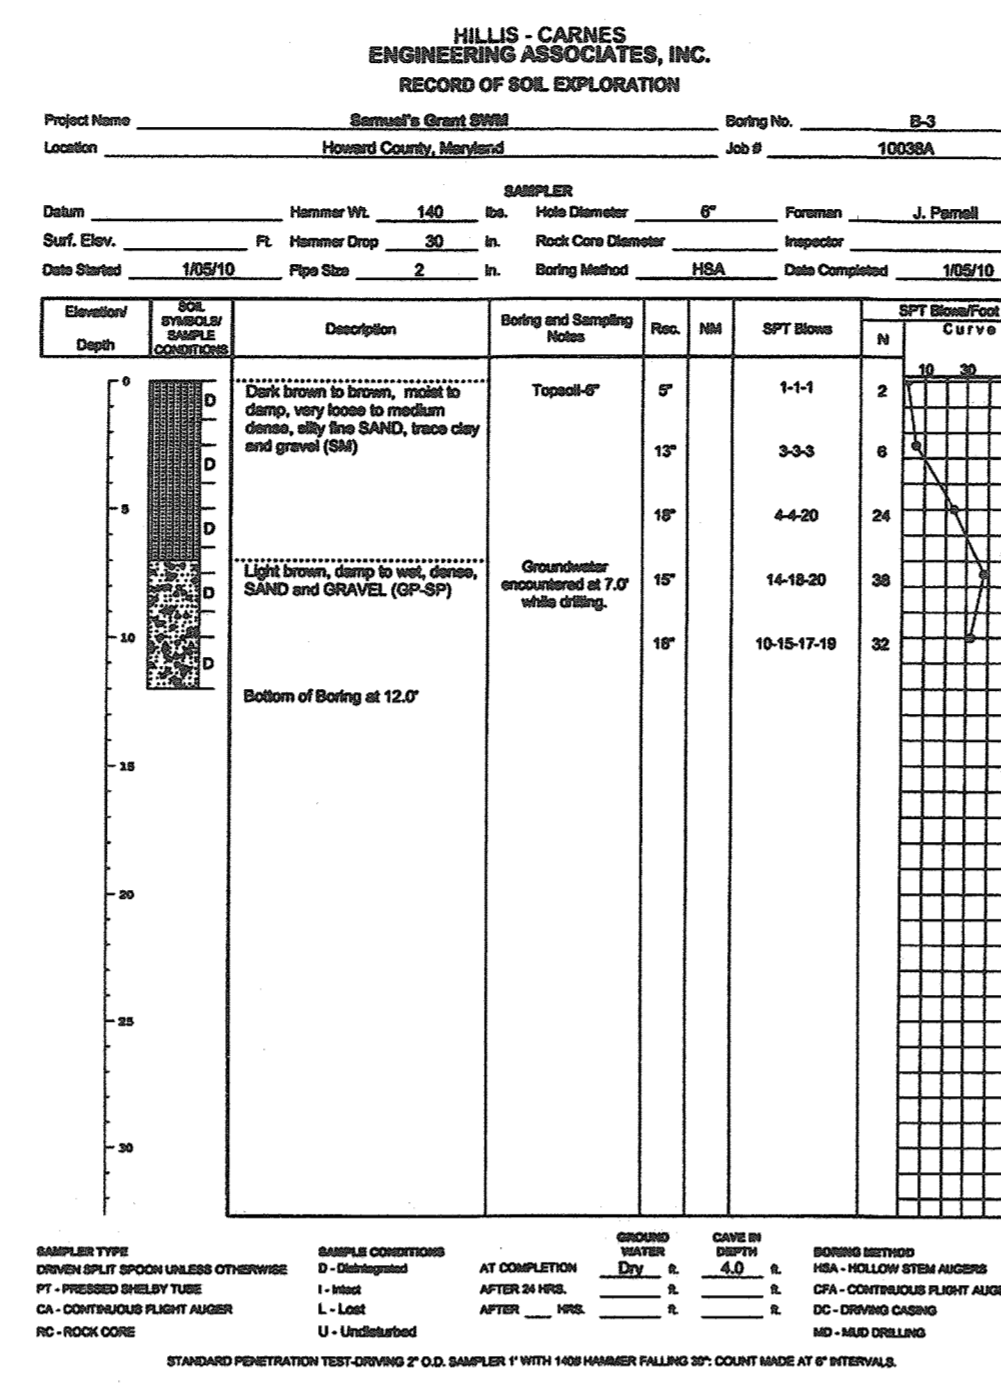 HILLIS - CARNES
ENGINEERING ASSOCIATES, INC.
RECORD OF SOIL EXPLORATION
Project Name Samuel's Grant SWM Boring No. B-3
Location Howard County, Maryland Job # 10038A
SAMPLER
Datum Hammer Wt. 140 lbs. Hole Diameter 6" Foreman J. Parnell
Surf. Elev. Ft. Hammer Drop 30 in. Rock Core Diameter Inspector
Date Started 1/05/10 Pipe Size 2 in. Boring Method HSA Date Completed 1/05/10
Elevation/
Depth
SOIL
SYMBOLS/
SAMPLE
CONDITIONS
Description
Boring and Sampling
Notes
Rec.
NM
SPT Blows
N
SPT Blows/Foot
Curve
10 30
0
D
Dark brown to brown, moist to
damp, very loose to medium
dense, silty fine SAND, trace clay
and gravel (SM)
Topsoil-6"
5" 1-1-1 2
D 13" 3-3-3 6
5
D 18" 4-4-20 24
Light brown, damp to wet, dense,
SAND and GRAVEL (GP-SP)
Groundwater
encountered at 7.0'
while drilling.
D 15" 14-18-20 38
10
D 18" 10-15-17-19 32
Bottom of Boring at 12.0'
15
20
25
30
SAMPLER TYPE
DRIVEN SPLIT SPOON UNLESS OTHERWISE
PT - PRESSED SHELBY TUBE
CA - CONTINUOUS FLIGHT AUGER
RC - ROCK CORE
SAMPLE CONDITIONS
D - Disintegrated
I - Intact
L - Lost
U - Undisturbed
GROUND
WATER
CAVE IN
DEPTH
AT COMPLETION Dry ft. 4.0 ft.
AFTER 24 HRS. ft. ft.
AFTER HRS. ft. ft.
BORING METHOD
HSA - HOLLOW STEM AUGERS
CFA - CONTINUOUS FLIGHT AUGE
DC - DRIVING CASING
MD - MUD DRILLING
STANDARD PENETRATION TEST-DRIVING 2" O.D. SAMPLER 1' WITH 140# HAMMER FALLING 30": COUNT MADE AT 6" INTERVALS.